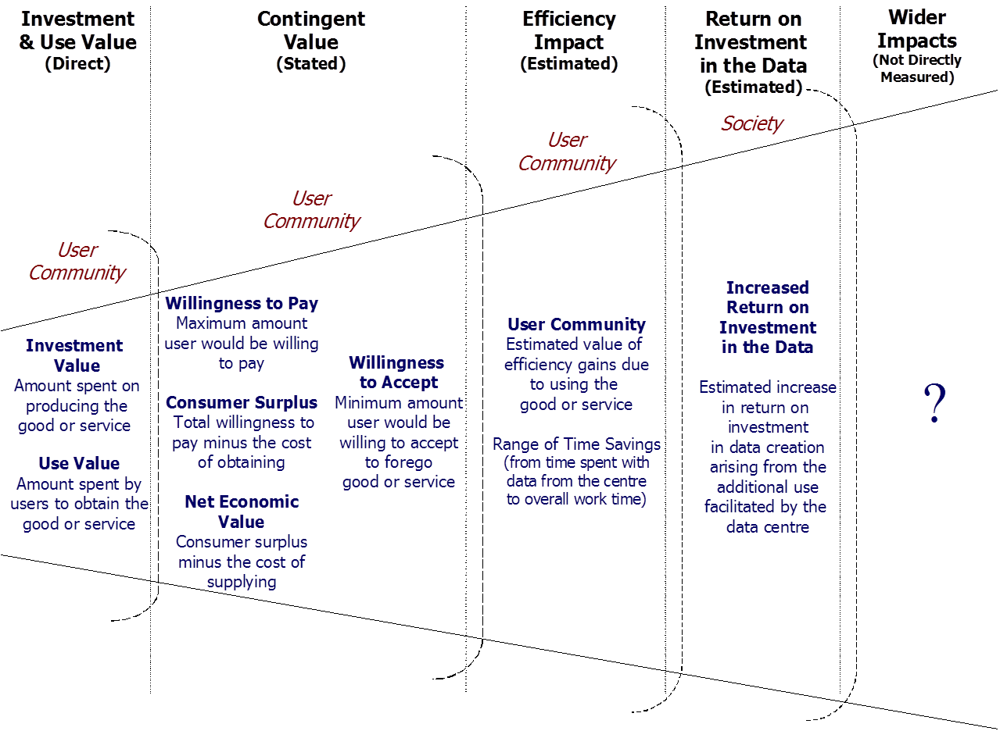 Investment
& Use Value
(Direct)
Contingent
Value
(Stated)
Efficiency
Impact
(Estimated)
Return on
Investment
in the Data
(Estimated)
Wider
Impacts
(Not Directly
Measured)
User
Community
User
Community
User
Community
Society
Investment
Value
Amount spent on
producing the
good or service
Use Value
Amount spent by
users to obtain the
good or service
Willingness to Pay
Maximum amount
user would be willing
to pay
Consumer Surplus
Total willingness to
pay minus the cost
of obtaining
Net Economic
Value
Consumer surplus
minus the cost of
supplying
Willingness
to Accept
Minimum amount
user would be
willing to accept
to forego
good or service
User Community
Estimated value of
efficiency gains due
to using the
good or service
Range of Time Savings
(from time spent with
data from the centre
to overall work time)
Increased
Return on
Investment
in the Data
Estimated increase
in return on
investment
in data creation
arising from the
additional use
facilitated by the
data centre
?